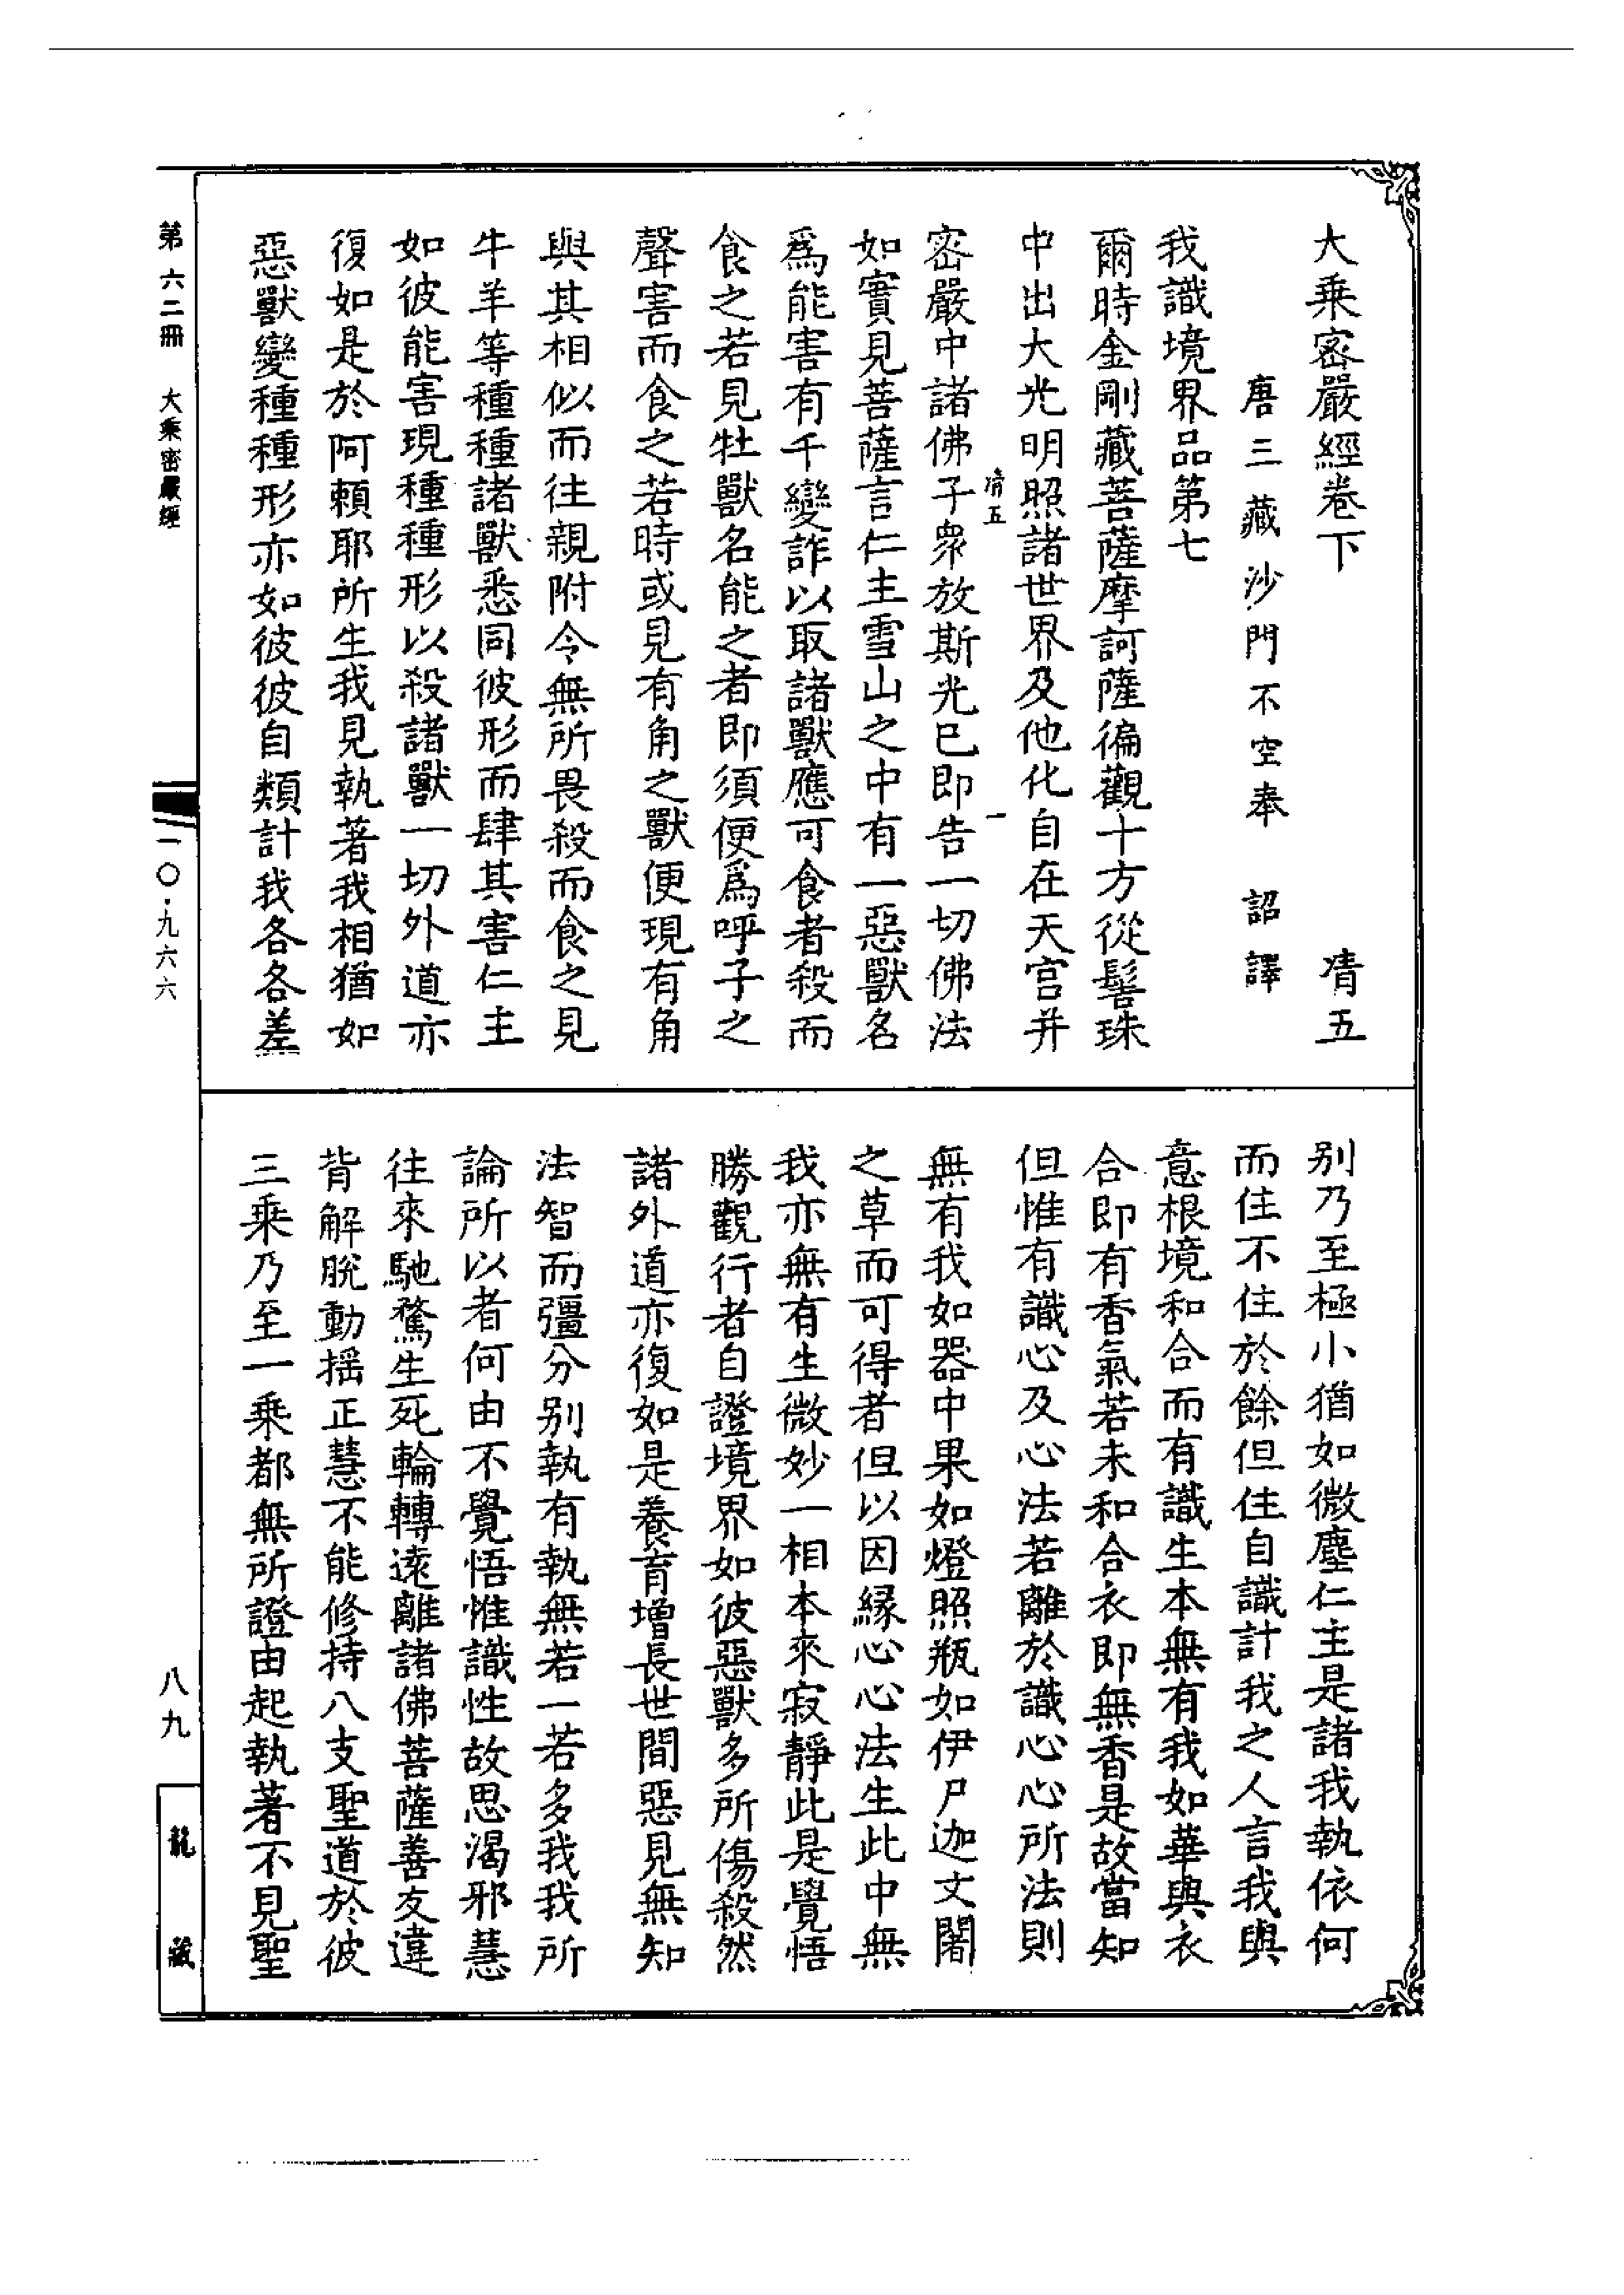 大乘密嚴經卷下　　清五
唐三藏沙門不空奉　詔譯
我識境界品第七
爾時金剛藏菩薩摩訶薩徧觀十方從髻珠
中出大光明照諸世界及他化自在天宮并
清五　一
密嚴中諸佛子眾放斯光已即告一切佛法
如實見菩薩言仁主雪山之中有一惡獸名
爲能害有千變詐以取諸獸應可食者殺而
食之若見牡獸名能之者即須便爲呼子之
聲害而食之若時或見有角之獸便現有角
與其相似而往親附令無所畏殺而食之見
牛羊等種種諸獸悉同彼形而肆其害仁主
如彼能害現種種形以殺諸獸一切外道亦
復如是於阿賴耶所生我見執著我相猶如
惡獸變種種形亦如彼彼自類計我各各差
别乃至極小猶如微塵仁主是諸我執依何
而住不住於餘但住自識計我之人言我與
意根境和合而有識生本無有我如華與衣
合即有香氣若未和合衣即無香是故當知
但惟有識心及心法若離於識心心所法則
無有我如器中果如燈照瓶如伊尸迦文闍
之草而可得者但以因緣心心法生此中無
我亦無有生微妙一相本來寂靜此是覺悟
勝觀行者自證境界如彼惡獸多所傷殺然
諸外道亦復如是養育增長世間惡見無知
法智而彊分别執有執無若一若多我我所
論所以者何由不覺悟惟識性故思渴邪慧
往來馳騖生死輪轉遠離諸佛菩薩善友違
背解脫動搖正慧不能修持八支聖道於彼
三乘乃至一乘都無所證由起執著不見聖
第六二冊　大乘密嚴經
一〇·九六六
八九
龍藏